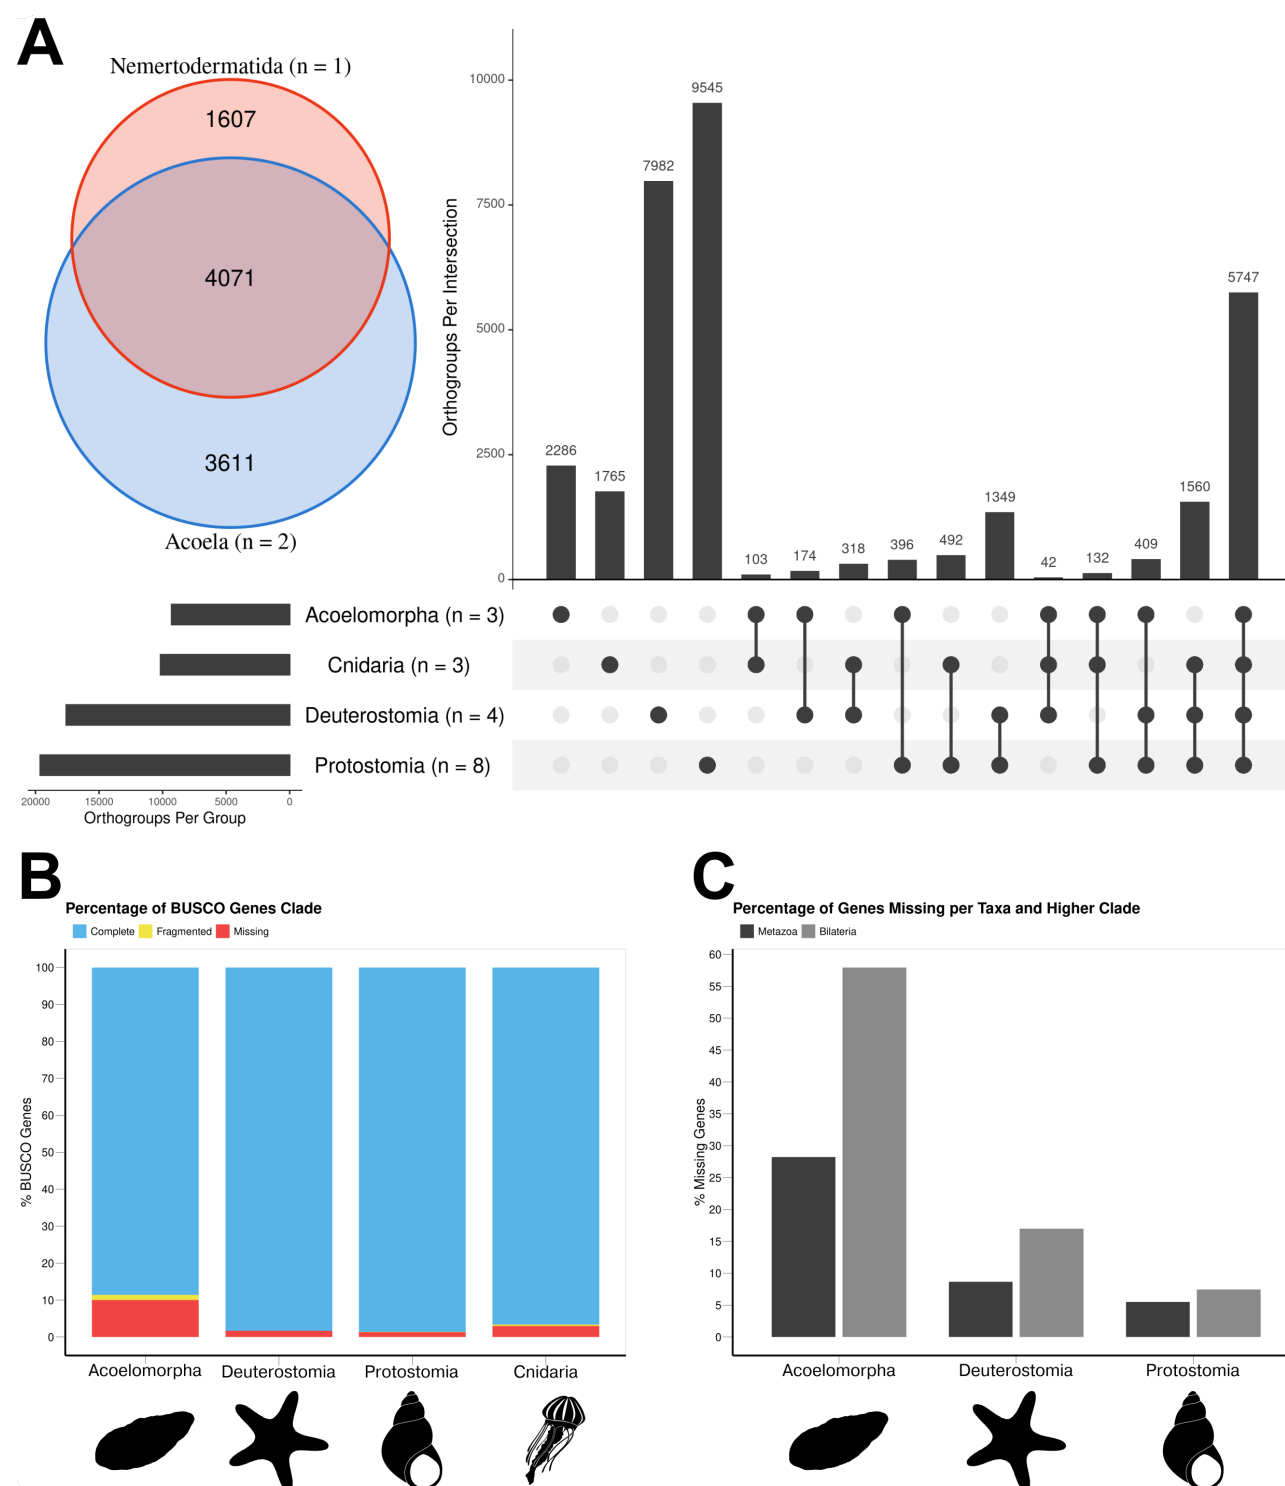 A
Nemertodermatida (n = 1)
1607
4071
3611
Acoela (n = 2)
Orthogroups Per Intersection
10000
7500
5000
2500
0
2286
1765
7982
9545
103
174
318
396
492
1349
42
132
409
1560
5747
Acoelomorpha (n = 3)
Cnidaria (n = 3)
Deuterostomia (n = 4)
Protostomia (n = 8)
20000 15000 10000 5000 0
Orthogroups Per Group
B
Percentage of BUSCO Genes Clade
Complete Fragmented Missing
% BUSCO Genes
100
90
80
70
60
50
40
30
20
10
0
Acoelomorpha Deuterostomia Protostomia Cnidaria
C
Percentage of Genes Missing per Taxa and Higher Clade
Metazoa Bilateria
% Missing Genes
60
55
50
45
40
35
30
25
20
15
10
5
0
Acoelomorpha Deuterostomia Protostomia